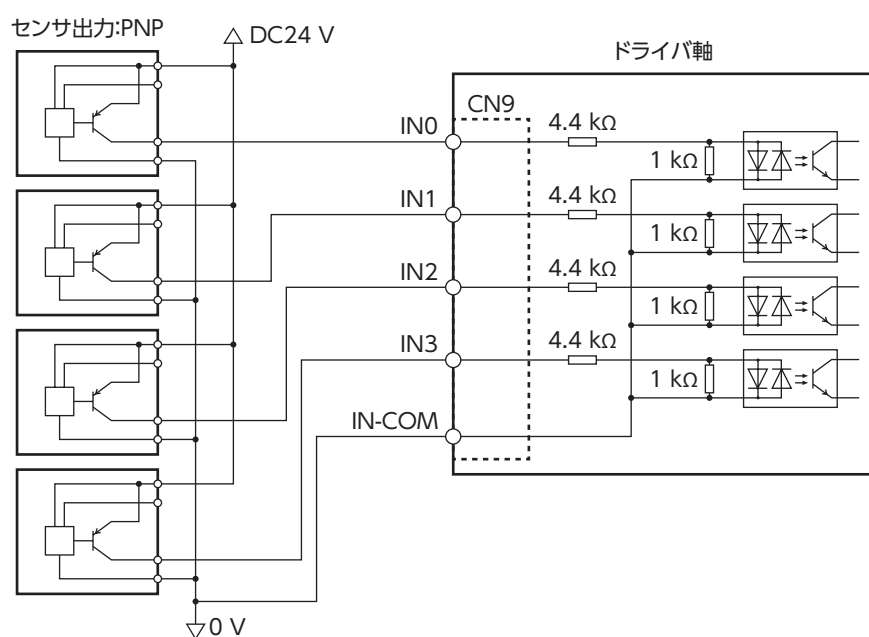 センサ出力:PNP
DC24 V
ドライバ軸
CN9
IN0
4.4 kΩ
1 kΩ
IN1
4.4 kΩ
1 kΩ
IN2
4.4 kΩ
1 kΩ
IN3
4.4 kΩ
1 kΩ
IN-COM
0 V